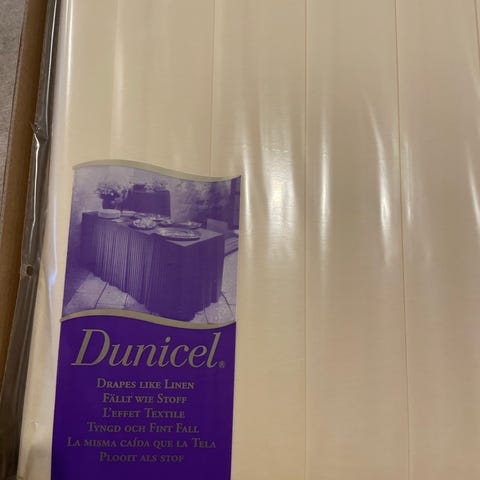 Dunicel®
DRAPES LIKE LINEN
FÄLLT WIE STOFF
L'EFFET TEXTILE
TYNGD OCH FINT FALL
LA MISMA CAÍDA QUE LA TELA
PLOOIT ALS STOF